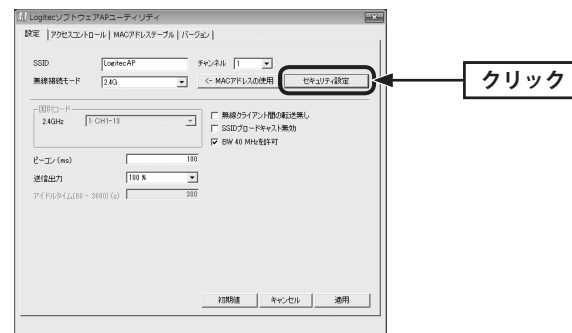 LogitecソフトウェアAPユーティリティ
設定 アクセスコントロール MACアドレステーブル バージョン
SSID LogitecAP チャンネル 1
無線接続モード 2.4G <- MACアドレスの使用 セキュリティ設定
クリック
国別コード
2.4GHz 1: CH1-13
無線クライアント間の転送無し
SSIDブロードキャスト無効
BW 40 MHzを許可
ビーコン (ms) 100
送信出力 100 %
アイドルタイム(60 - 3600) (s) 300
初期値 キャンセル 適用